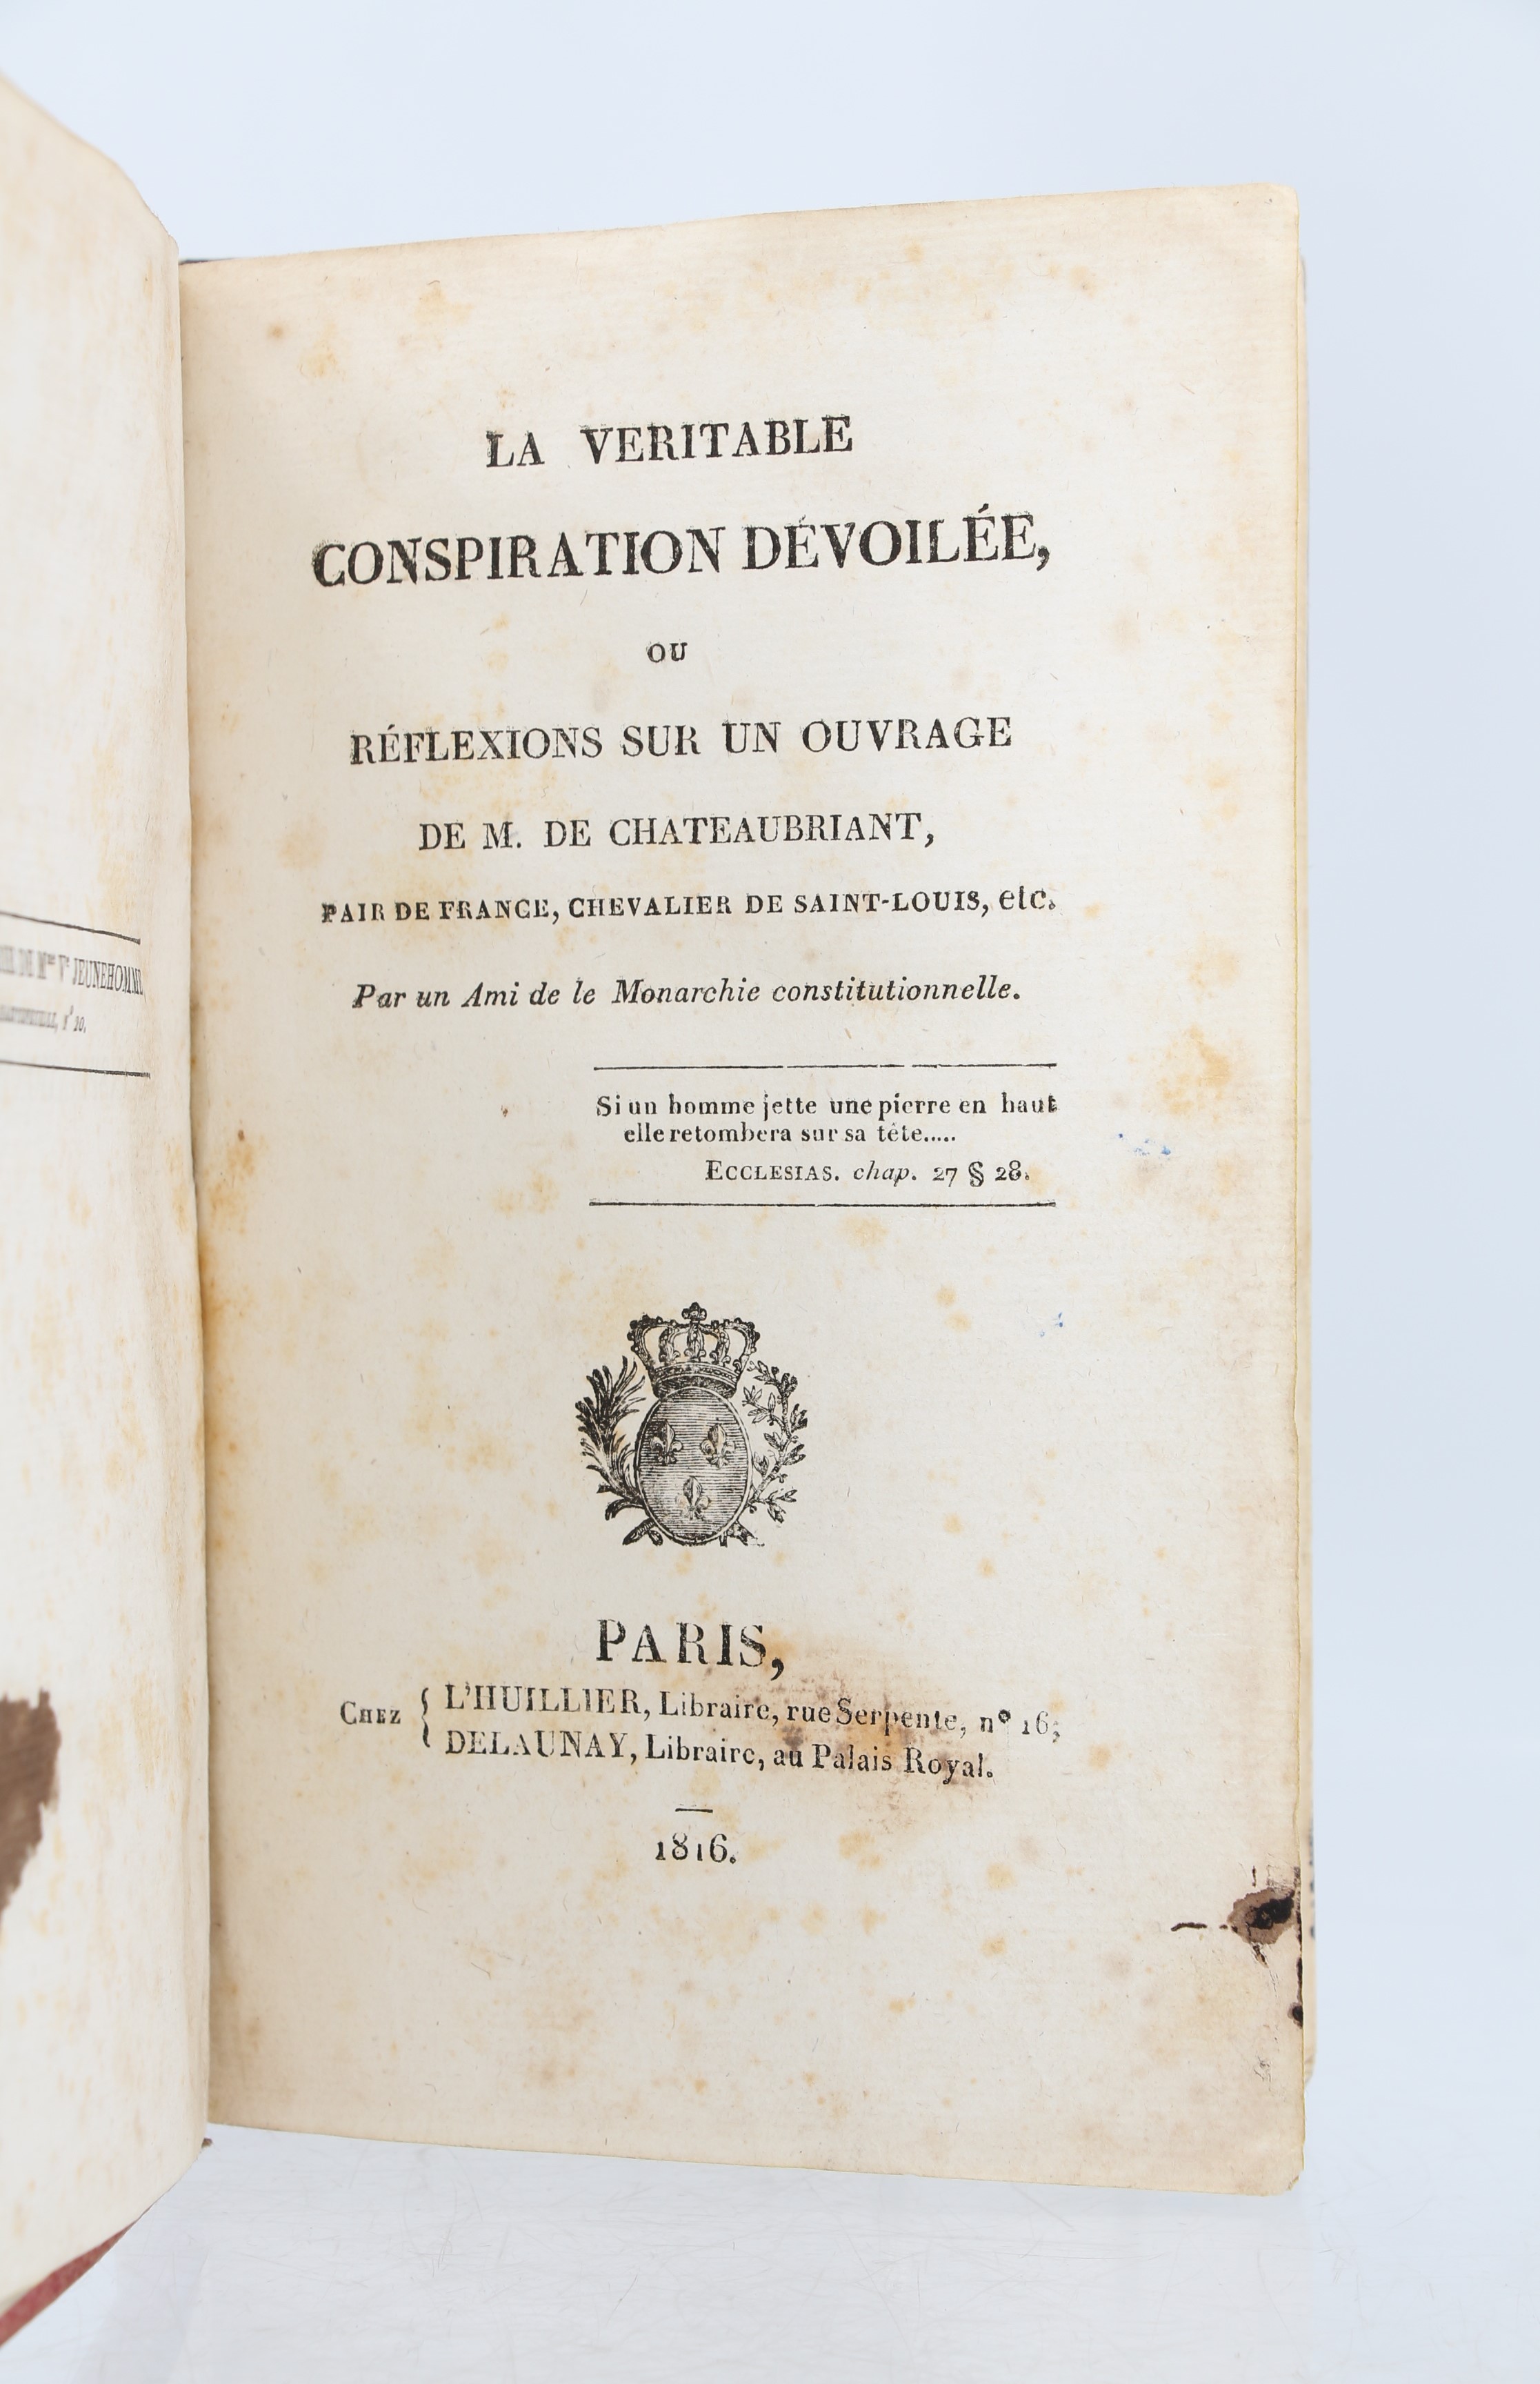 Vᵉ JEUNEHOMME
n° 20.
LA VERITABLE
CONSPIRATION DÉVOILÉE,
OU
RÉFLEXIONS SUR UN OUVRAGE
DE M. DE CHATEAUBRIANT,
PAIR DE FRANCE, CHEVALIER DE SAINT-LOUIS, etc.
Par un Ami de le Monarchie constitutionnelle.
Si un homme jette une pierre en haut
elle retombera sur sa tête.....
ECCLESIAS. chap. 27 § 28.
PARIS,
CHEZ { L'HUILLIER, Libraire, rue Serpente, n° 16;
DELAUNAY, Libraire, au Palais Royal.
1816.